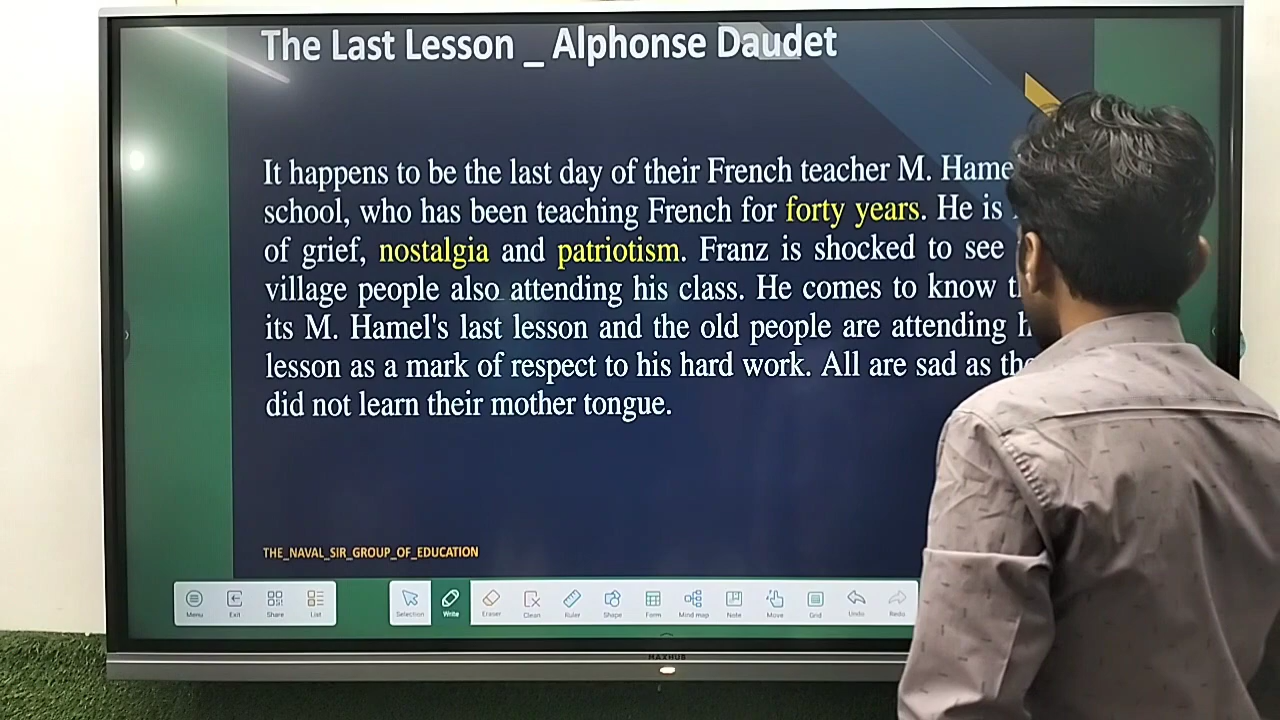 The Last Lesson _ Alphonse Daudet
It happens to be the last day of their French teacher M.
school, who has been teaching French for forty years. He is
of grief, nostalgia and patriotism. Franz is shocked to see
village people also attending his class. He comes to know
its M. Hamel's last lesson and the old people are attending
lesson as a mark of respect to his hard work. All are sad as
did not learn their mother tongue.
THE_NAVAL_SIR_GROUP_OF_EDUCATION
Menu Exit Share List Selection Write Eraser Clean Ruler Shape Form Mind map Note Move Grid Undo Redo
MAXHUB